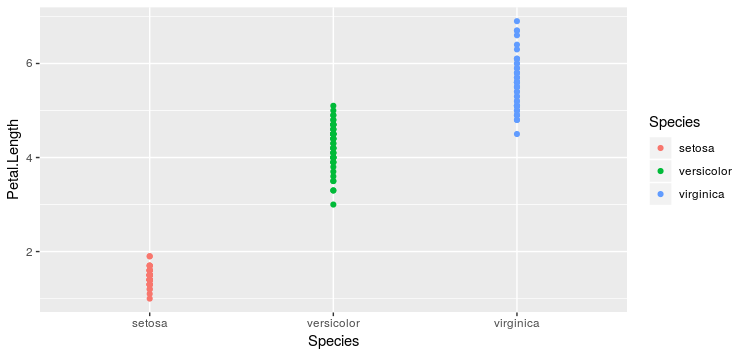 Petal.Length
6
4
2
setosa
versicolor
virginica
Species
Species
setosa
versicolor
virginica